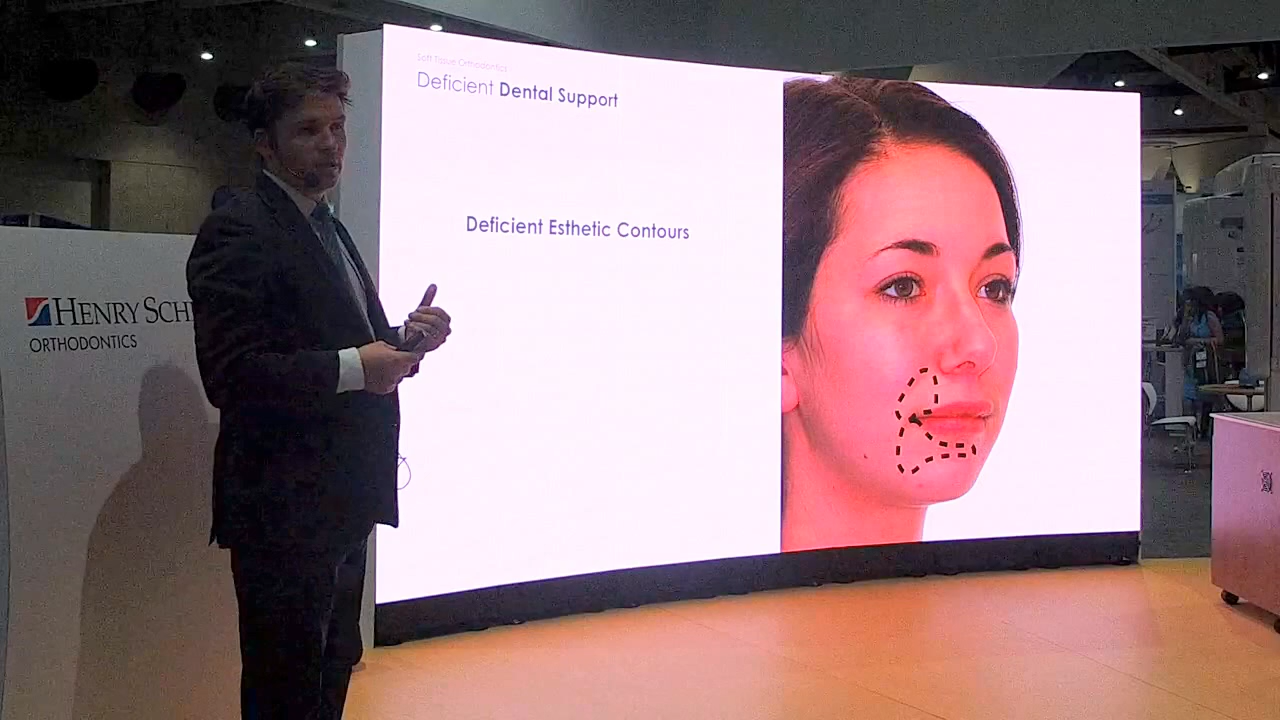 Soft Tissue Orthodontics
Deficient Dental Support
Deficient Esthetic Contours
HENRY SCH
ORTHODONTICS